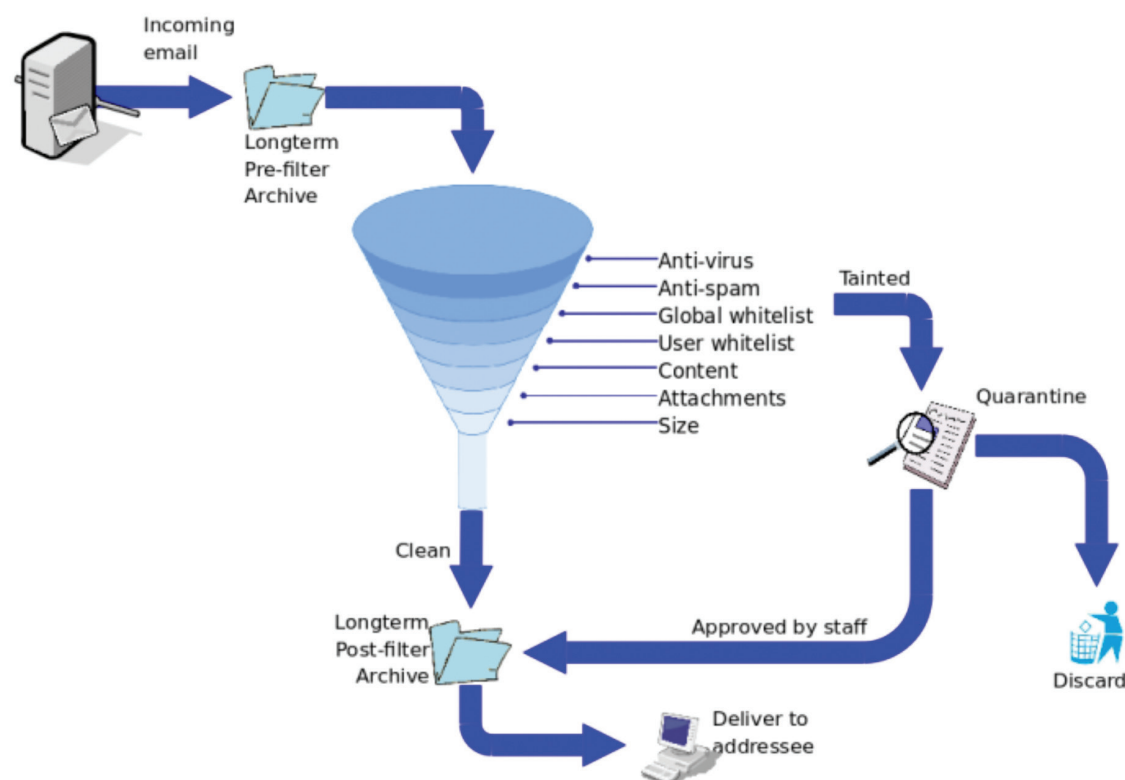 Incoming
email
Longterm
Pre-filter
Archive
Anti-virus
Anti-spam
Global whitelist
User whitelist
Content
Attachments
Size
Tainted
Quarantine
Clean
Longterm
Post-filter
Archive
Approved by staff
Discard
Deliver to
addressee